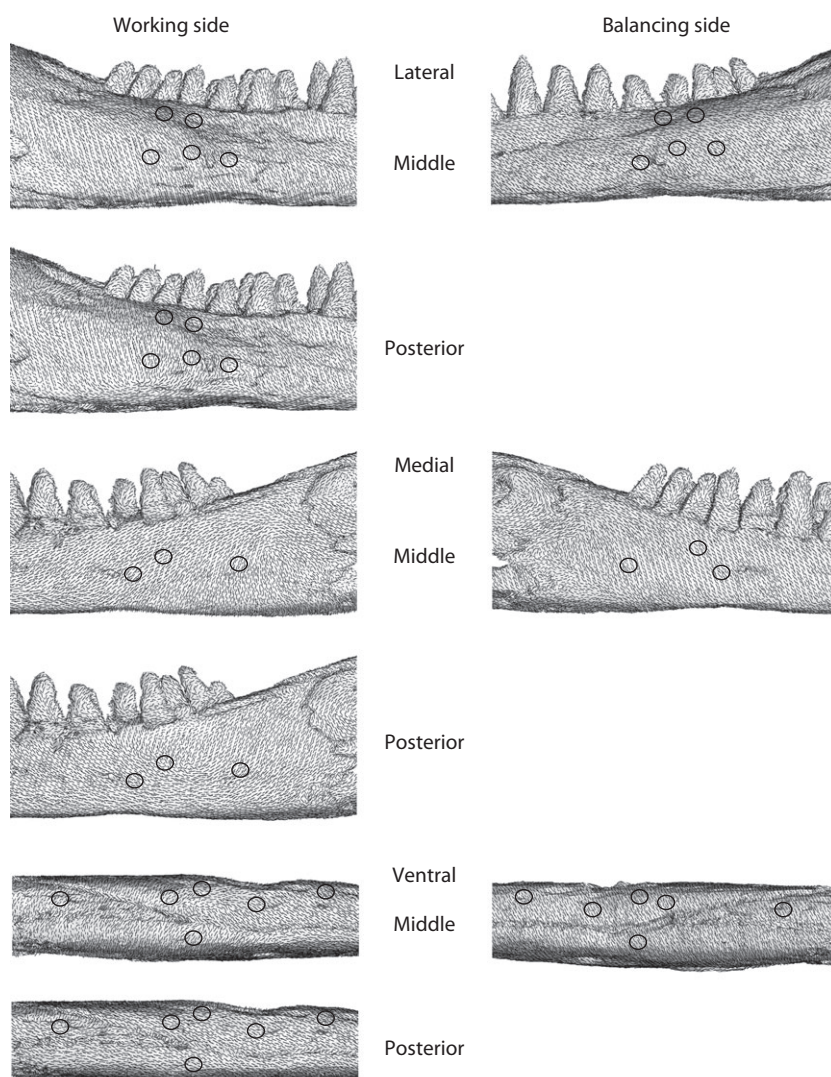 Working side
Balancing side
Lateral
Middle
Posterior
Medial
Middle
Posterior
Ventral
Middle
Posterior